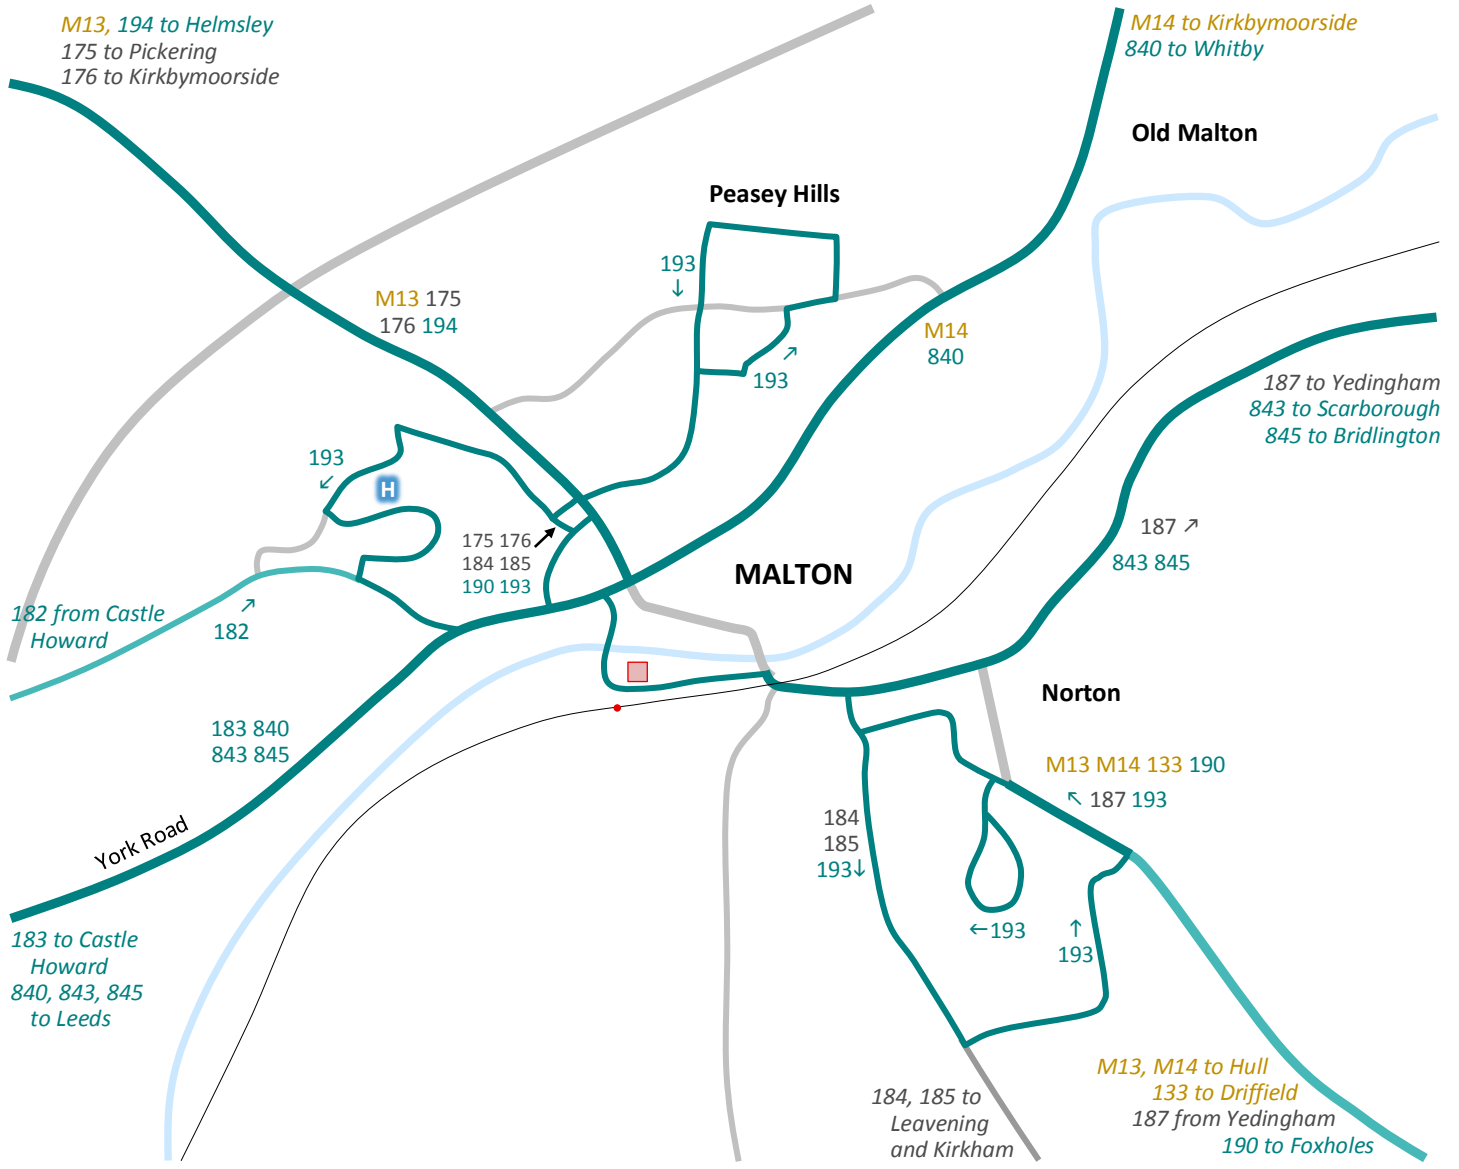 M13, 194 to Helmsley
175 to Pickering
176 to Kirkbymoorside
M14 to Kirkbymoorside
840 to Whitby
Old Malton
Peasey Hills
193
↓
M13 175
176 194
M14
840
↗
193
187 to Yedingham
843 to Scarborough
845 to Bridlington
193
↙
H
175 176
184 185
190 193
187 ↗
843 845
MALTON
182 from Castle
Howard
↗
182
Norton
183 840
843 845
M13 M14 133 190
↖ 187 193
184
185
193↓
York Road
←193
↑
193
183 to Castle
Howard
840, 843, 845
to Leeds
184, 185 to
Leavening
and Kirkham
M13, M14 to Hull
133 to Driffield
187 from Yedingham
190 to Foxholes